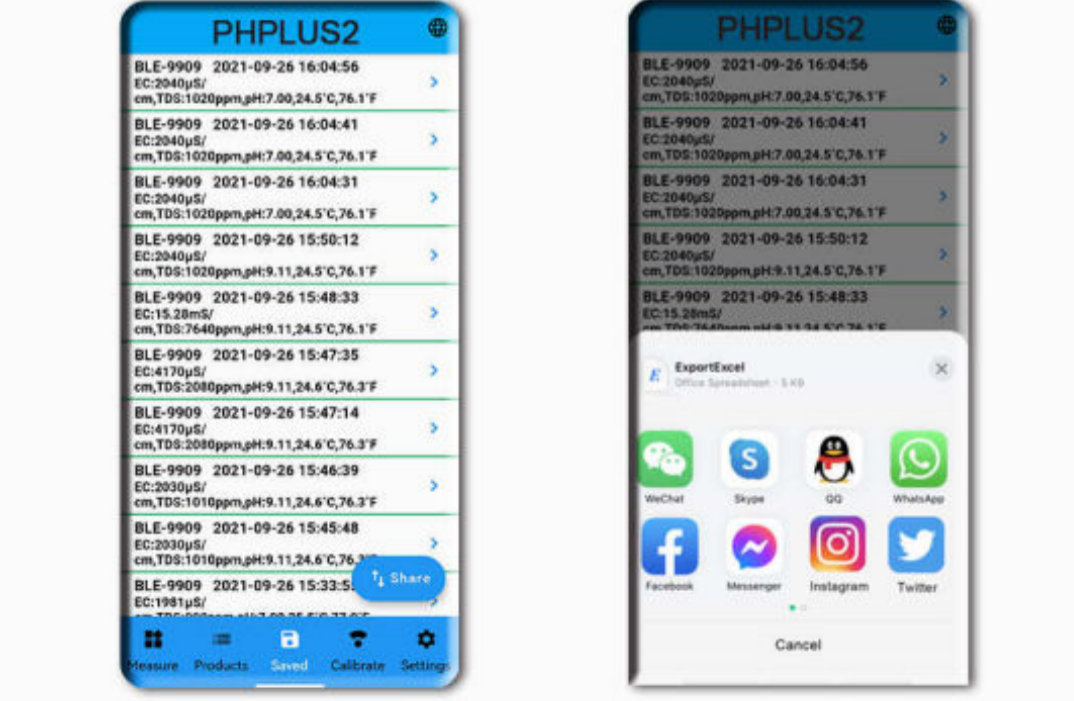 PHPLUS2
BLE-9909 2021-09-26 16:04:56
EC:2040µS/
cm,TDS:1020ppm,pH:7.00,24.5°C,76.1°F
BLE-9909 2021-09-26 16:04:41
EC:2040µS/
cm,TDS:1020ppm,pH:7.00,24.5°C,76.1°F
BLE-9909 2021-09-26 16:04:31
EC:2040µS/
cm,TDS:1020ppm,pH:7.00,24.5°C,76.1°F
BLE-9909 2021-09-26 15:50:12
EC:2040µS/
cm,TDS:1020ppm,pH:9.11,24.5°C,76.1°F
BLE-9909 2021-09-26 15:48:33
EC:15.28mS/
cm,TDS:7640ppm,pH:9.11,24.5°C,76.1°F
BLE-9909 2021-09-26 15:47:35
EC:4170µS/
cm,TDS:2080ppm,pH:9.11,24.6°C,76.3°F
BLE-9909 2021-09-26 15:47:14
EC:4170µS/
cm,TDS:2080ppm,pH:9.11,24.6°C,76.3°F
BLE-9909 2021-09-26 15:46:39
EC:2030µS/
cm,TDS:1010ppm,pH:9.11,24.6°C,76.3°F
BLE-9909 2021-09-26 15:45:48
EC:2030µS/
cm,TDS:1010ppm,pH:9.11,24.6°C,76.
Share
BLE-9909 2021-09-26 15:33:5
EC:1981µS/
Measure Products Saved Calibrate Settings
PHPLUS2
BLE-9909 2021-09-26 16:04:56
EC:2040µS/
cm,TDS:1020ppm,pH:7.00,24.5°C,76.1°F
BLE-9909 2021-09-26 16:04:41
EC:2040µS/
cm,TDS:1020ppm,pH:7.00,24.5°C,76.1°F
BLE-9909 2021-09-26 16:04:31
EC:2040µS/
cm,TDS:1020ppm,pH:7.00,24.5°C,76.1°F
BLE-9909 2021-09-26 15:50:12
EC:2040µS/
cm,TDS:1020ppm,pH:9.11,24.5°C,76.1°F
BLE-9909 2021-09-26 15:48:33
EC:15.28mS/
cm,TDS:7640ppm,pH:9.11,24.5°C,76.1°F
ExportExcel
Office Spreadsheet · 5 KB
WeChat Skype QQ WhatsApp
Facebook Messenger Instagram Twitter
Cancel